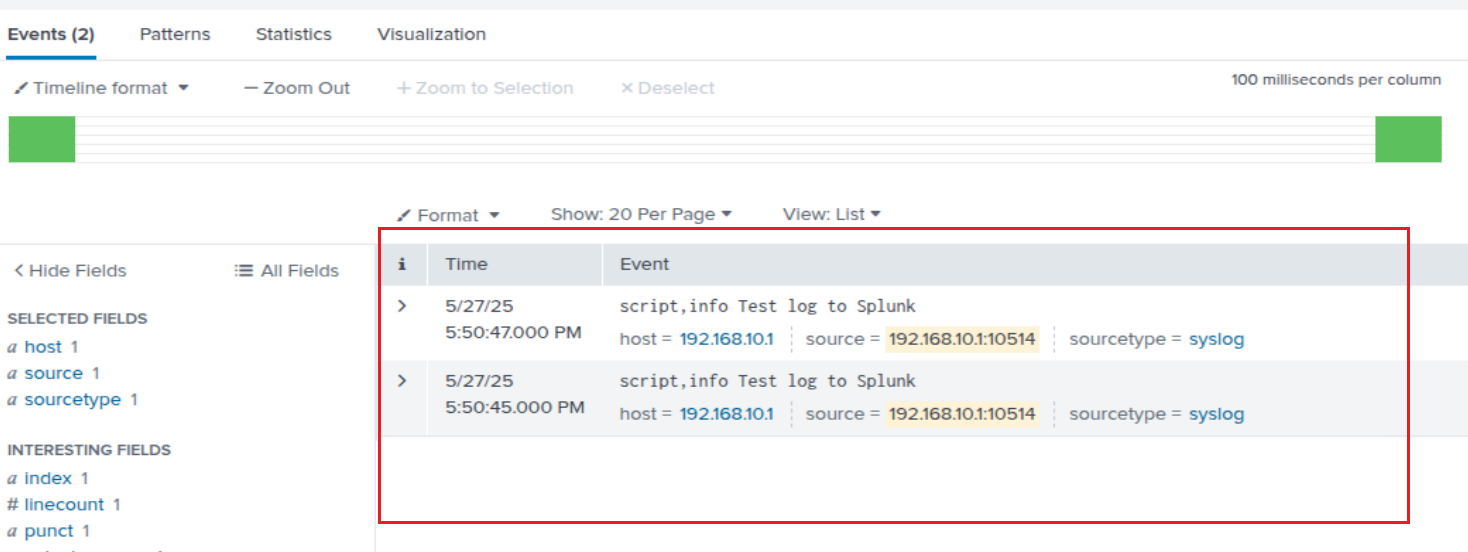 Events (2) Patterns Statistics Visualization
Timeline format — Zoom Out + Zoom to Selection × Deselect 100 milliseconds per column
Format Show: 20 Per Page View: List
< Hide Fields All Fields i Time Event
SELECTED FIELDS
a host 1
a source 1
a sourcetype 1
INTERESTING FIELDS
a index 1
# linecount 1
a punct 1
> 5/27/25 script,info Test log to Splunk
5:50:47.000 PM host = 192.168.10.1 source = 192.168.10.1:10514 sourcetype = syslog
> 5/27/25 script,info Test log to Splunk
5:50:45.000 PM host = 192.168.10.1 source = 192.168.10.1:10514 sourcetype = syslog